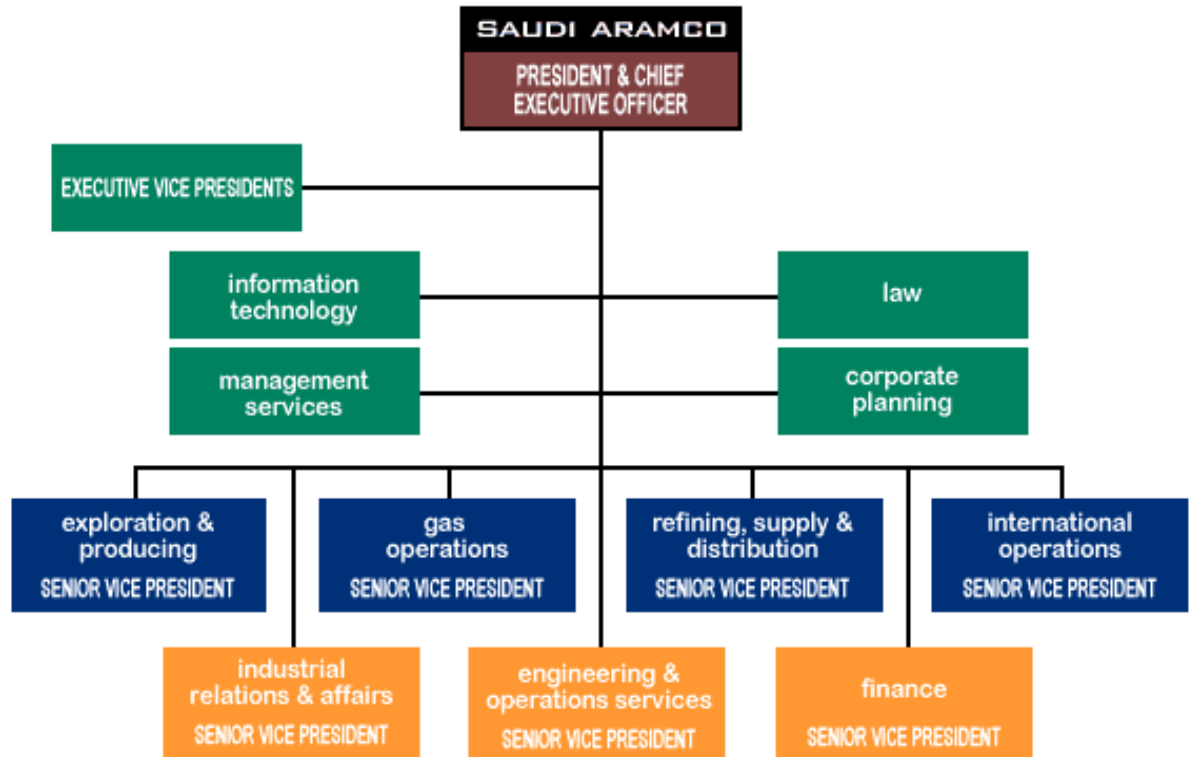 SAUDI ARAMCO
PRESIDENT & CHIEF
EXECUTIVE OFFICER
EXECUTIVE VICE PRESIDENTS
information
technology
law
management
services
corporate
planning
exploration &
producing
SENIOR VICE PRESIDENT
gas
operations
SENIOR VICE PRESIDENT
refining, supply &
distribution
SENIOR VICE PRESIDENT
international
operations
SENIOR VICE PRESIDENT
industrial
relations & affairs
SENIOR VICE PRESIDENT
engineering &
operations services
SENIOR VICE PRESIDENT
finance
SENIOR VICE PRESIDENT